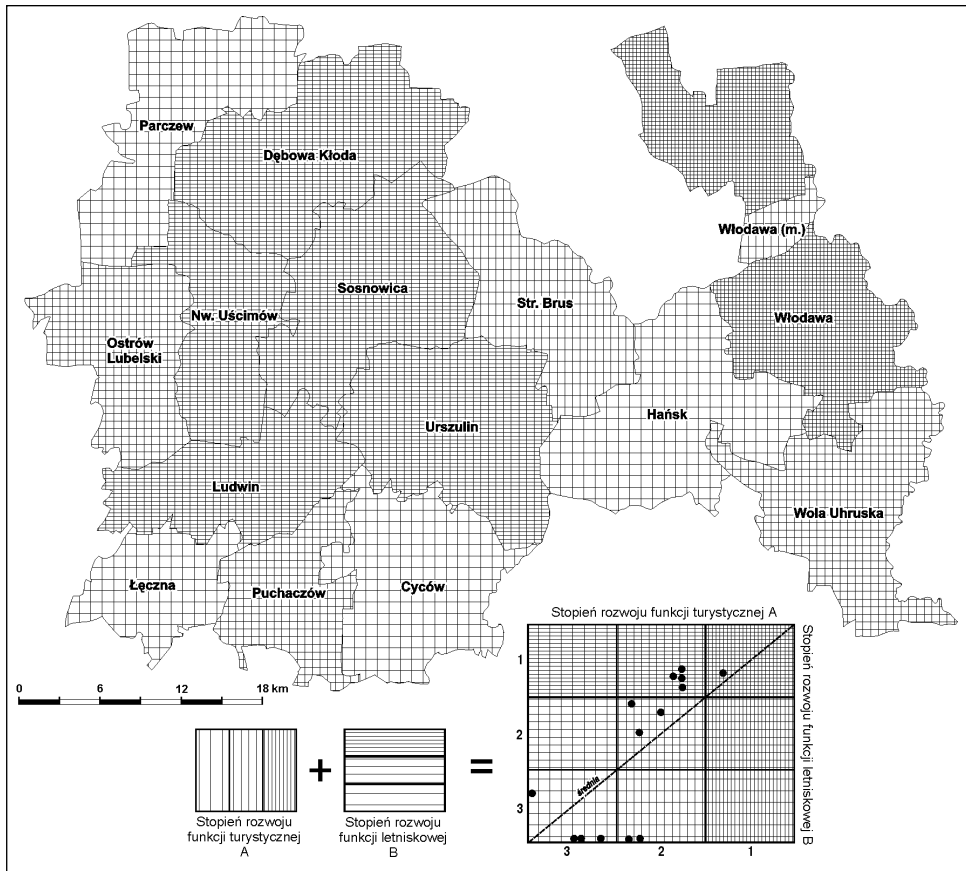 Parczew
Dębowa Kłoda
Włodawa (m.)
Sosnowica
Str. Brus
Nw. Uścimów
Włodawa
Ostrów
Lubelski
Hańsk
Urszulin
Ludwin
Wola Uhruska
Łęczna
Puchaczów
Cyców
0 6 12 18 km
Stopień rozwoju funkcji turystycznej A
Stopień rozwoju funkcji letniskowej B
1
2
3
średnia
3 2 1
+ =
Stopień rozwoju
funkcji turystycznej
A
Stopień rozwoju
funkcji letniskowej
B